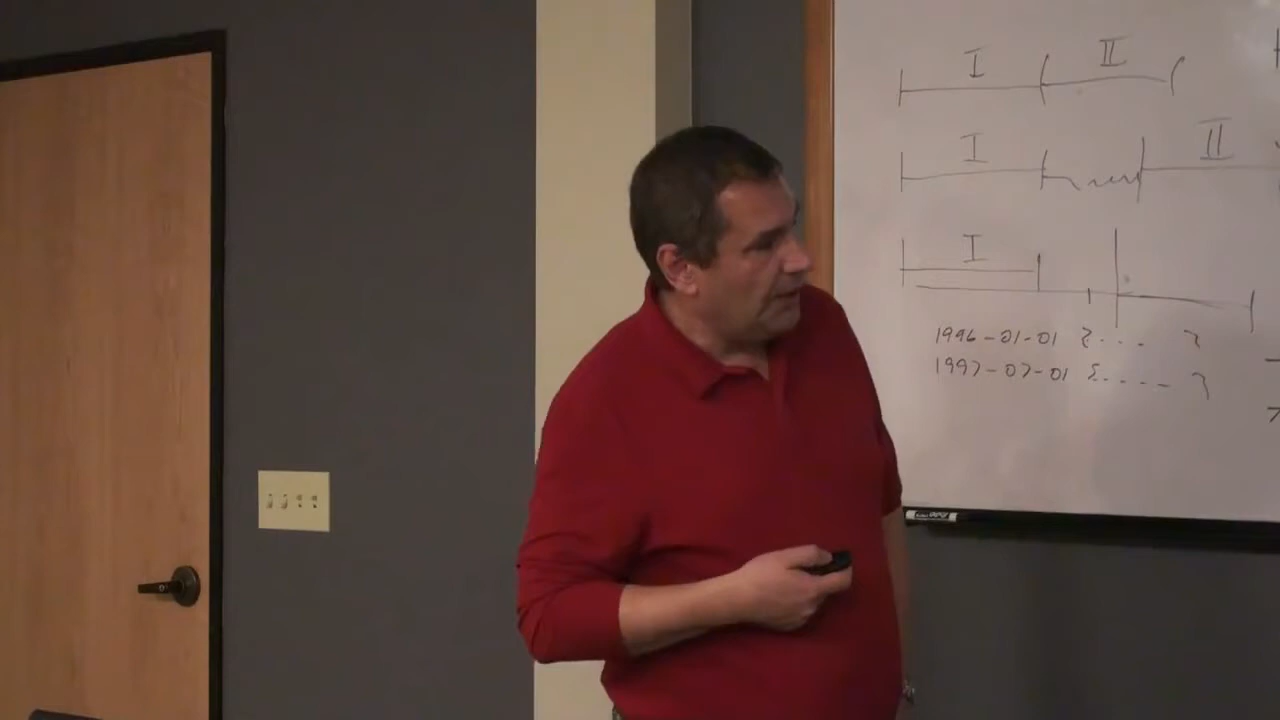 I II
I II
I
1996-01-01 {.... }
1997-07-01 {..... }